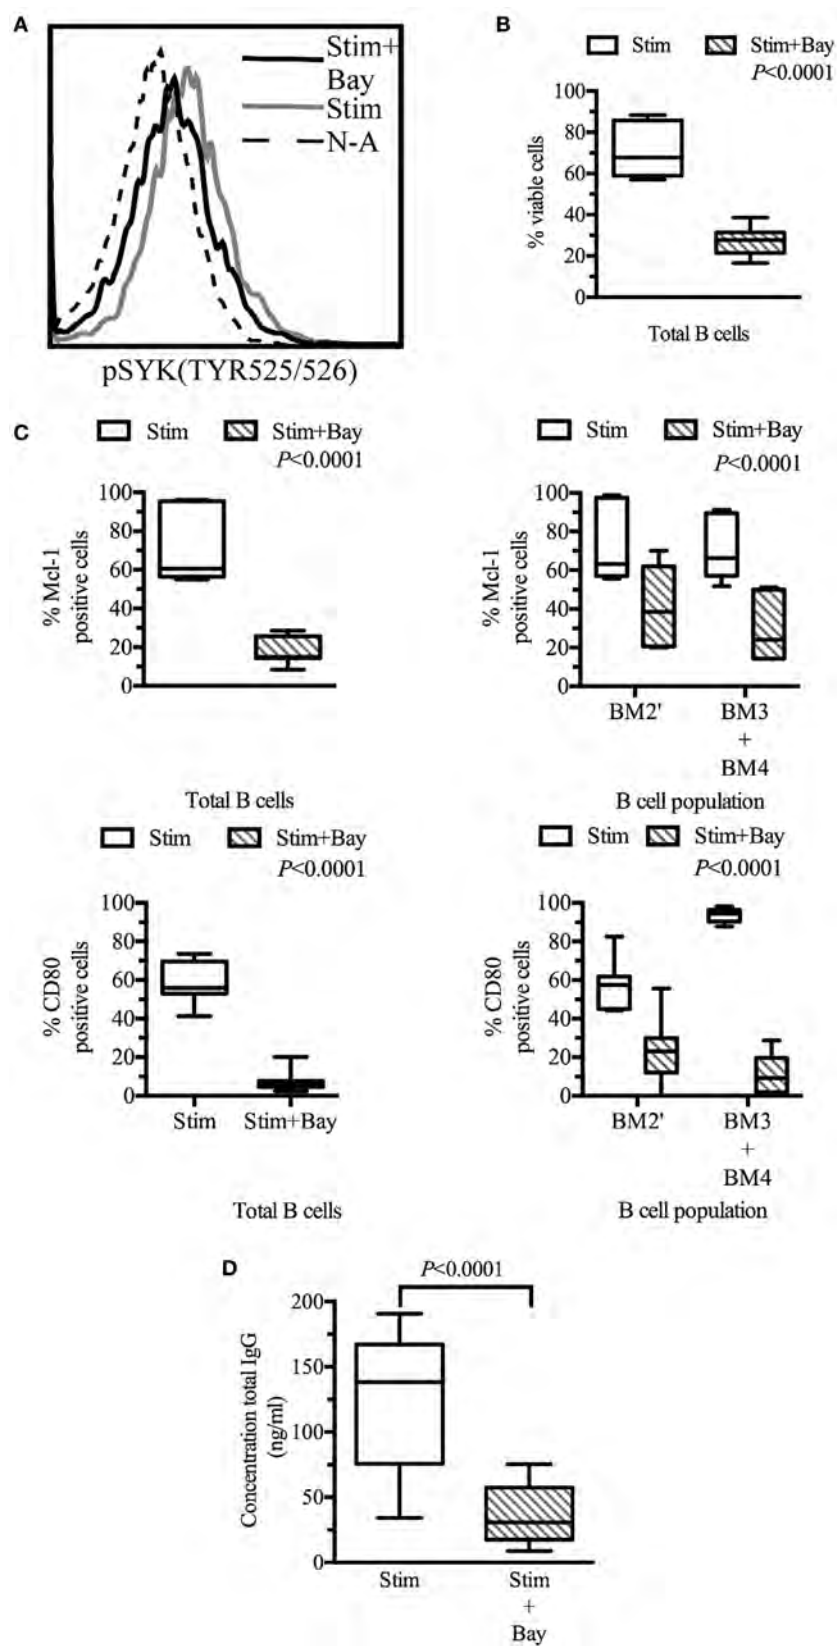 A
Stim+
Bay
Stim
N-A
pSYK(TYR525/526)
B
Stim Stim+Bay
P<0.0001
% viable cells
100
80
60
40
20
0
Total B cells
C
Stim Stim+Bay
P<0.0001
% Mcl-1
positive cells
100
80
60
40
20
0
Total B cells
Stim Stim+Bay
P<0.0001
% Mcl-1
positive cells
100
80
60
40
20
0
BM2' BM3
+
BM4
B cell population
Stim Stim+Bay
P<0.0001
% CD80
positive cells
100
80
60
40
20
0
Stim Stim+Bay
Total B cells
Stim Stim+Bay
P<0.0001
% CD80
positive cells
100
80
60
40
20
0
BM2' BM3
+
BM4
B cell population
D
P<0.0001
Concentration total IgG
(ng/ml)
200
150
100
50
0
Stim Stim
+
Bay